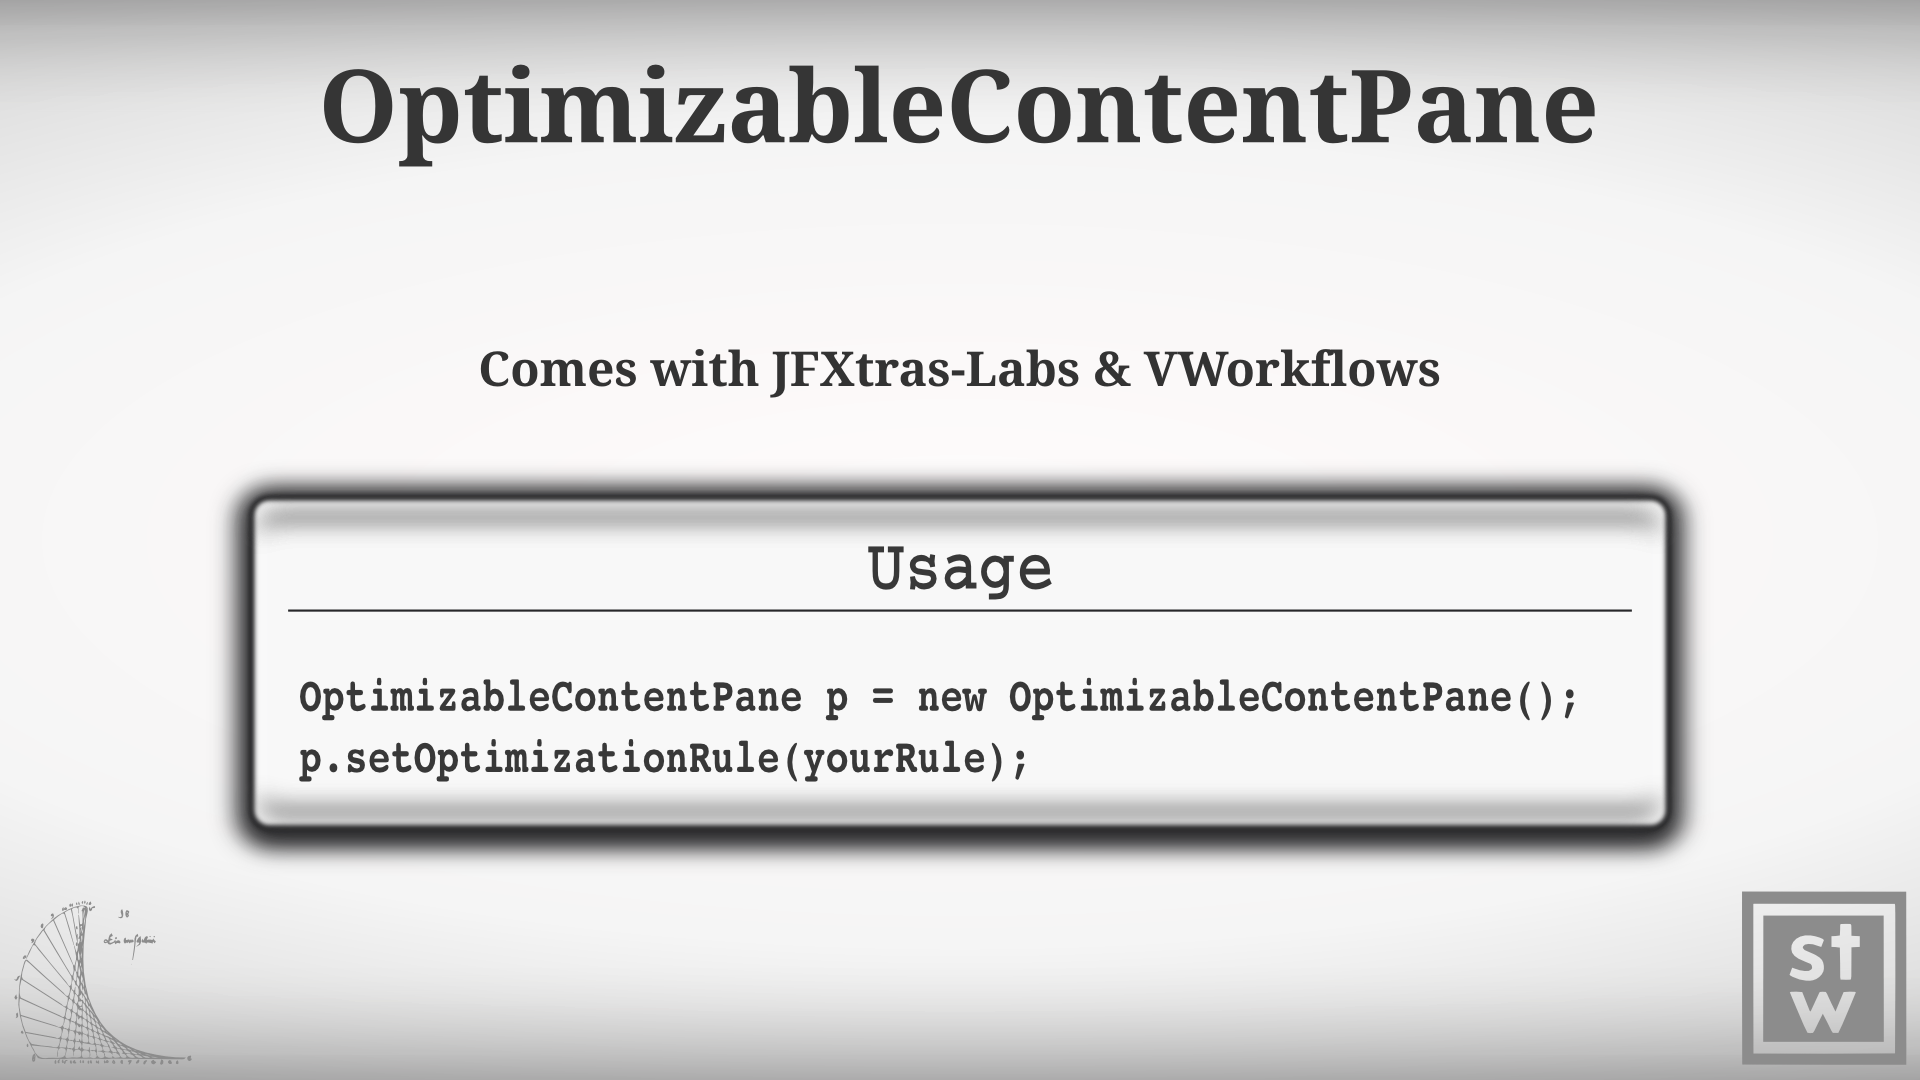 OptimizableContentPane
Comes with JFXtras-Labs & VWorkflows
Usage
OptimizableContentPane p = new OptimizableContentPane();
p.setOptimizationRule(yourRule);
st
w